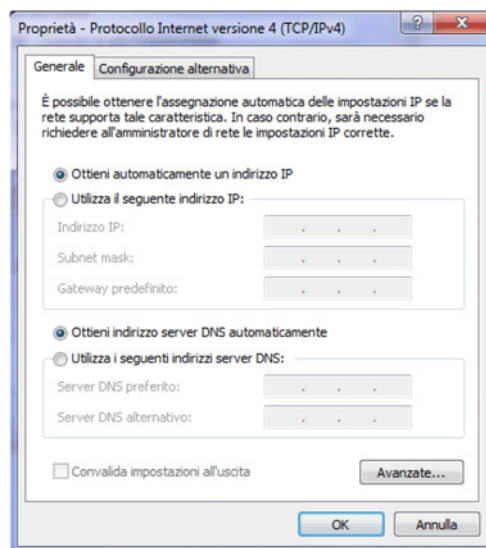 Proprietà - Protocollo Internet versione 4 (TCP/IPv4)
Generale
Configurazione alternativa
È possibile ottenere l'assegnazione automatica delle impostazioni IP se la
rete supporta tale caratteristica. In caso contrario, sarà necessario
richiedere all'amministratore di rete le impostazioni IP corrette.
Ottieni automaticamente un indirizzo IP
Utilizza il seguente indirizzo IP:
Indirizzo IP:
Subnet mask:
Gateway predefinito:
Ottieni indirizzo server DNS automaticamente
Utilizza i seguenti indirizzi server DNS:
Server DNS preferito:
Server DNS alternativo:
Convalida impostazioni all'uscita
Avanzate...
OK
Annulla